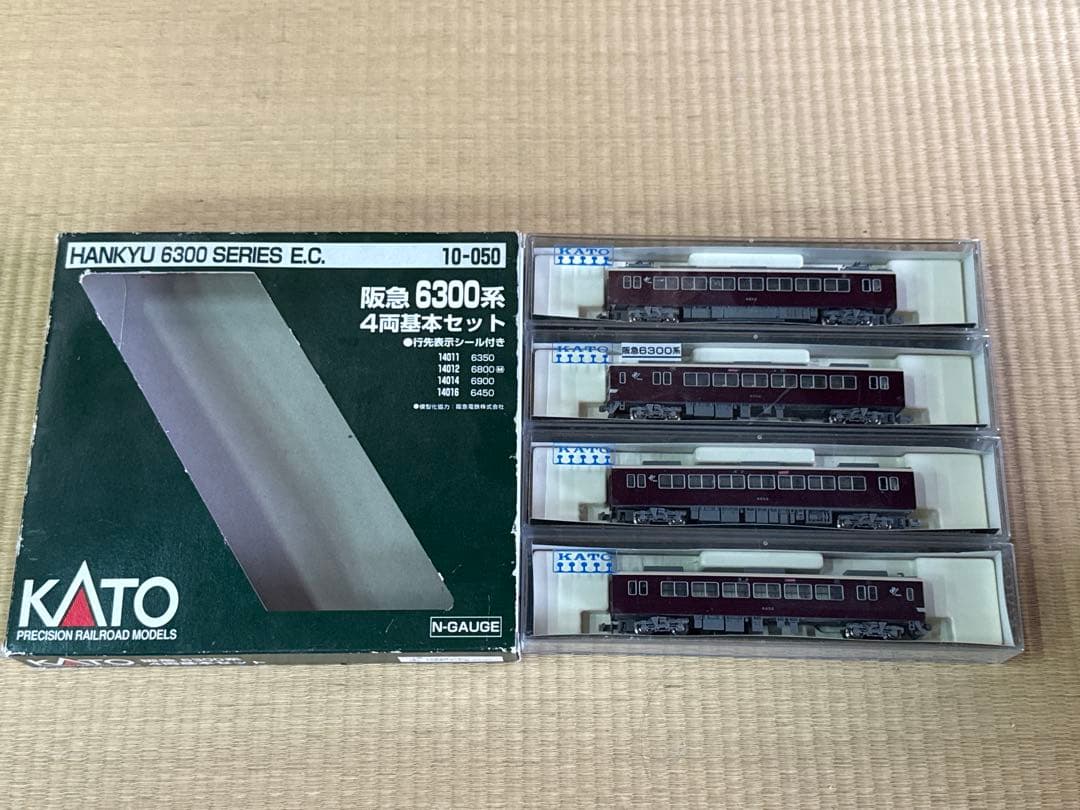 HANKYU 6300 SERIES E.C. 10-050
阪急 6300系
4両基本セット
●行先表示シール付き
14011 6350
14012 6800 M
14014 6900
14016 6450
●模型化協力:阪急電鉄株式会社
KATO
PRECISION RAILROAD MODELS
N-GAUGE
KATO
KATO
KATO
阪急6300系
KATO
KATO